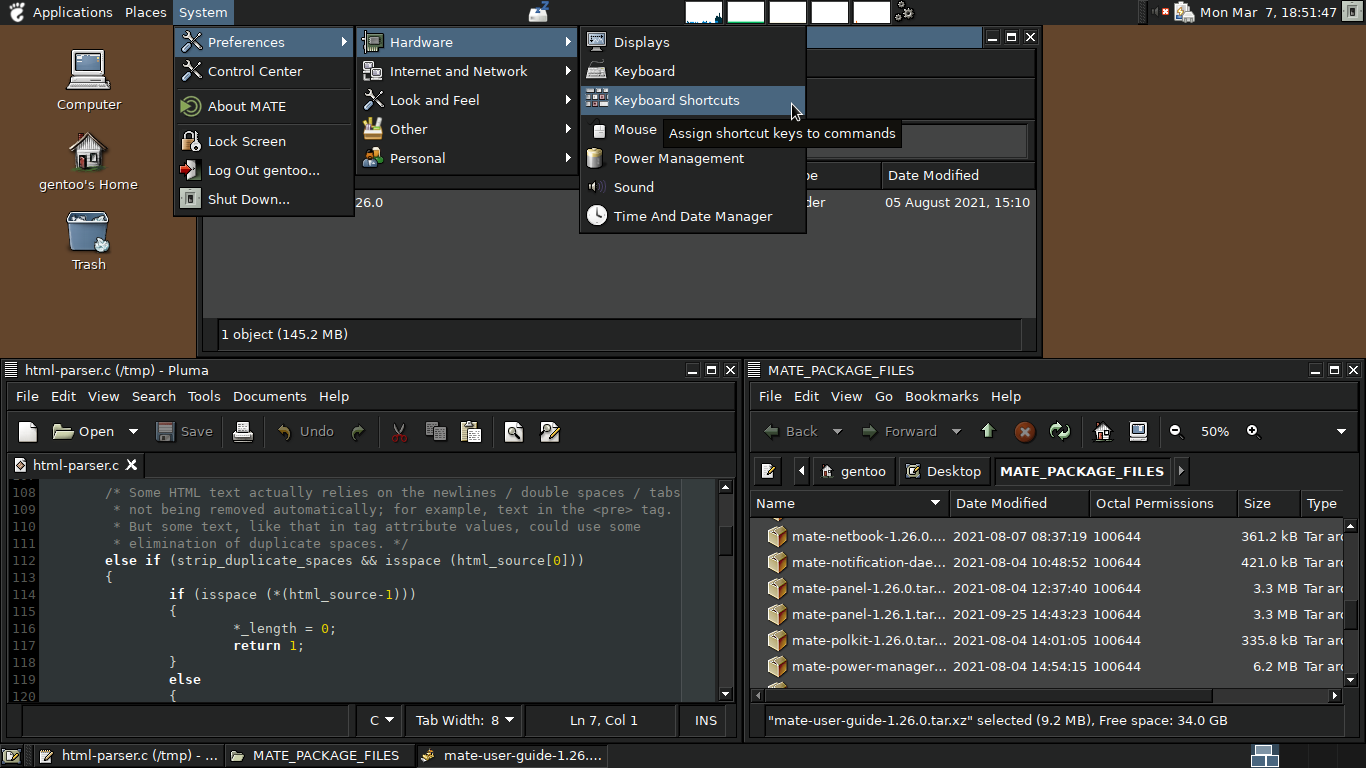 Applications Places System
Mon Mar 7, 18:51:47
Computer
gentoo's Home
Trash
Preferences
Control Center
About MATE
Lock Screen
Log Out gentoo...
Shut Down...
Hardware
Internet and Network
Look and Feel
Other
Personal
Displays
Keyboard
Keyboard Shortcuts
Mouse
Power Management
Sound
Time And Date Manager
Assign shortcut keys to commands
Date Modified
26.0
05 August 2021, 15:10
1 object (145.2 MB)
html-parser.c (/tmp) - Pluma
File Edit View Search Tools Documents Help
Open Save Undo
html-parser.c
108 /* Some HTML text actually relies on the newlines / double spaces / tabs
109 * not being removed automatically; for example, text in the <pre> tag.
110 * But some text, like that in tag attribute values, could use some
111 * elimination of duplicate spaces. */
112 else if (strip_duplicate_spaces && isspace (html_source[0]))
113 {
114 if (isspace (*(html_source-1)))
115 {
116 *_length = 0;
117 return 1;
118 }
119 else
120 {
C Tab Width: 8 Ln 7, Col 1 INS
MATE_PACKAGE_FILES
File Edit View Go Bookmarks Help
Back Forward 50%
gentoo Desktop MATE_PACKAGE_FILES
Name Date Modified Octal Permissions Size Type
mate-netbook-1.26.0.... 2021-08-07 08:37:19 100644 361.2 kB Tar arc
mate-notification-dae... 2021-08-04 10:48:52 100644 421.0 kB Tar arc
mate-panel-1.26.0.tar... 2021-08-04 12:37:40 100644 3.3 MB Tar arc
mate-panel-1.26.1.tar... 2021-09-25 14:43:23 100644 3.3 MB Tar arc
mate-polkit-1.26.0.tar... 2021-08-04 14:01:05 100644 335.8 kB Tar arc
mate-power-manager... 2021-08-04 14:54:15 100644 6.2 MB Tar arc
"mate-user-guide-1.26.0.tar.xz" selected (9.2 MB), Free space: 34.0 GB
html-parser.c (/tmp) - ... MATE_PACKAGE_FILES mate-user-guide-1.26....